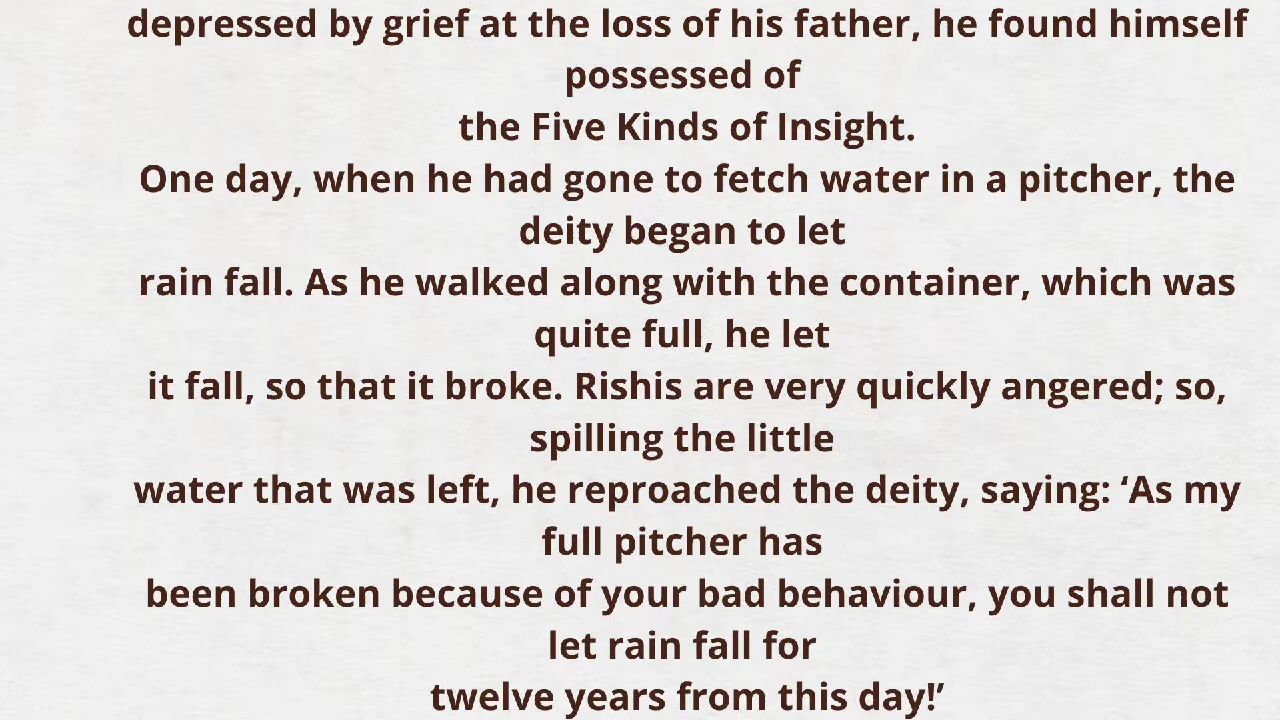 depressed by grief at the loss of his father, he found himself
possessed of
the Five Kinds of Insight.
One day, when he had gone to fetch water in a pitcher, the
deity began to let
rain fall. As he walked along with the container, which was
quite full, he let
it fall, so that it broke. Rishis are very quickly angered; so,
spilling the little
water that was left, he reproached the deity, saying: ‘As my
full pitcher has
been broken because of your bad behaviour, you shall not
let rain fall for
twelve years from this day!’